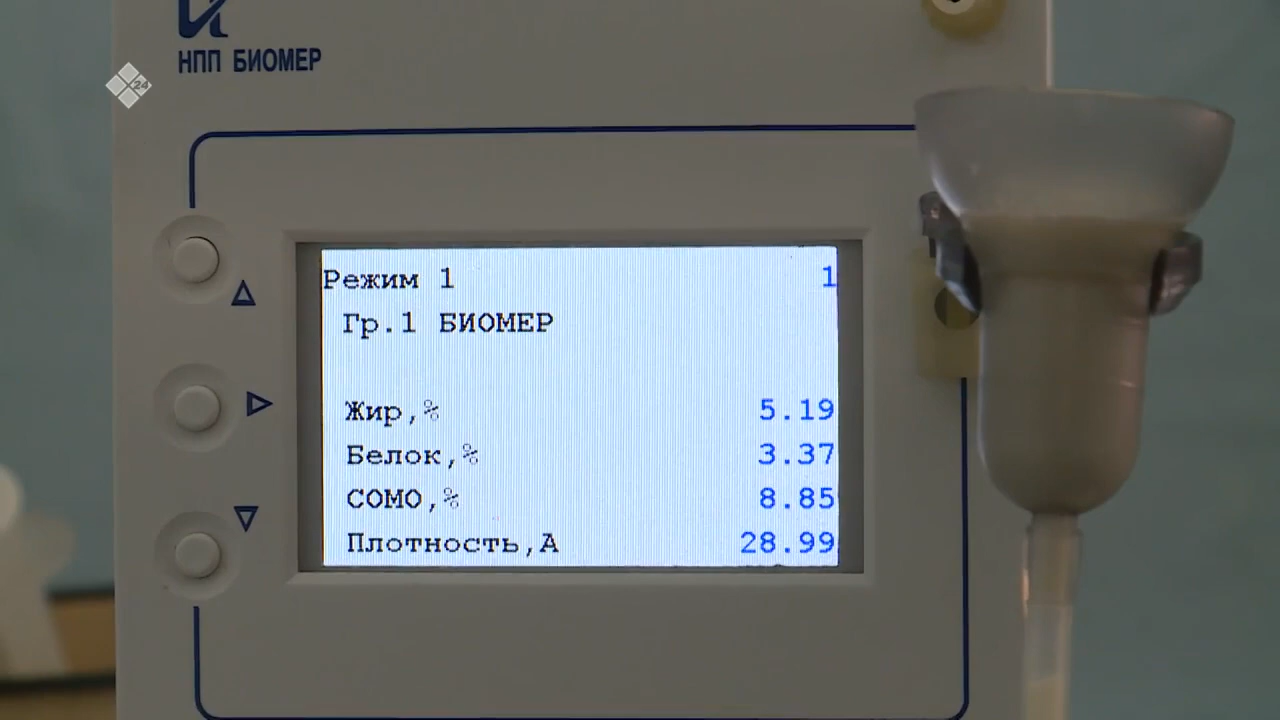 НПП БИОМЕР
X24
Режим 1 1
Гр.1 БИОМЕР
Жир,% 5.19
Белок,% 3.37
СОМО,% 8.85
Плотность,А 28.99